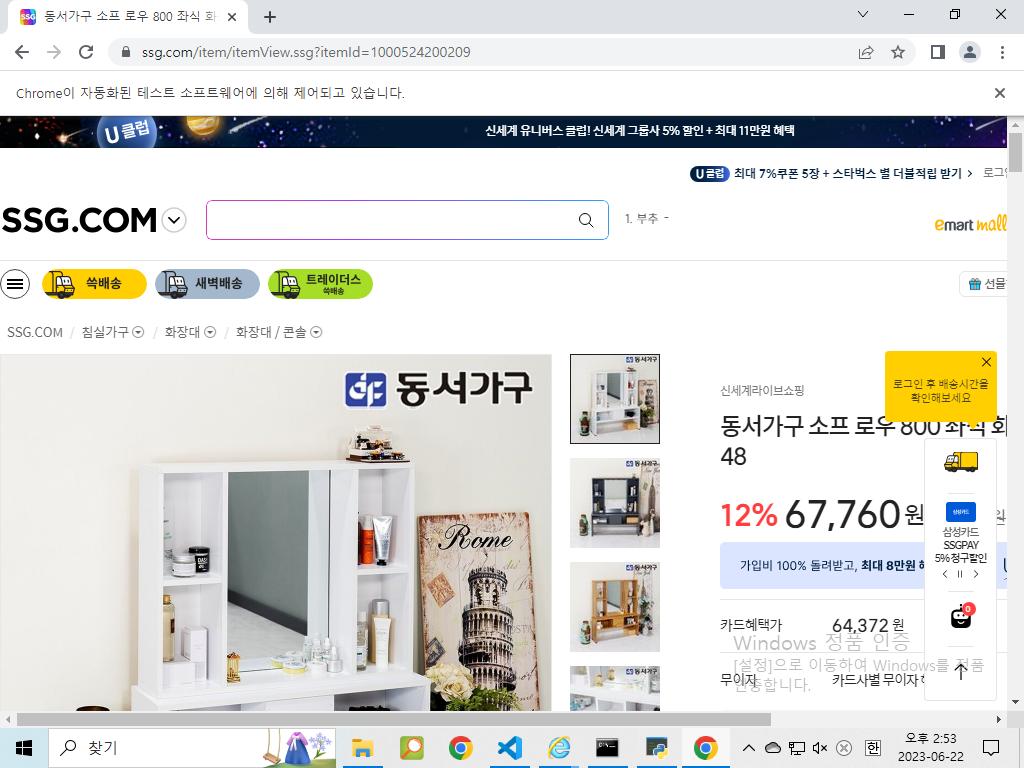 동서가구 소프 로우 800 좌식 화
ssg.com/item/itemView.ssg?itemId=1000524200209
Chrome이 자동화된 테스트 소프트웨어에 의해 제어되고 있습니다.
U 클럽
신세계 유니버스 클럽! 신세계 그룹사 5% 할인 + 최대 11만원 혜택
U 클럽 최대 7%쿠폰 5장 + 스타벅스 별 더블적립 받기 >
SSG.COM
1. 부추 -
emart mall
쓱배송
새벽배송
트레이더스
쓱배송
선물
SSG.COM / 침실가구 / 화장대 / 화장대 / 콘솔
동서가구
Rome
신세계라이브쇼핑
로그인 후 배송시간을
확인해보세요
동서가구 소프 로우 800 좌식 화
48
12% 67,760 원
삼성카드
삼성카드
SSGPAY
5% 청구할인
가입비 100% 돌려받고, 최대 8만원
카드혜택가 64,372 원
0
무이자 카드사별 무이자
Windows 정품 인증
[설정]으로 이동하여 Windows를 정품
인증합니다.
찾기
한
오후 2:53
2023-06-22